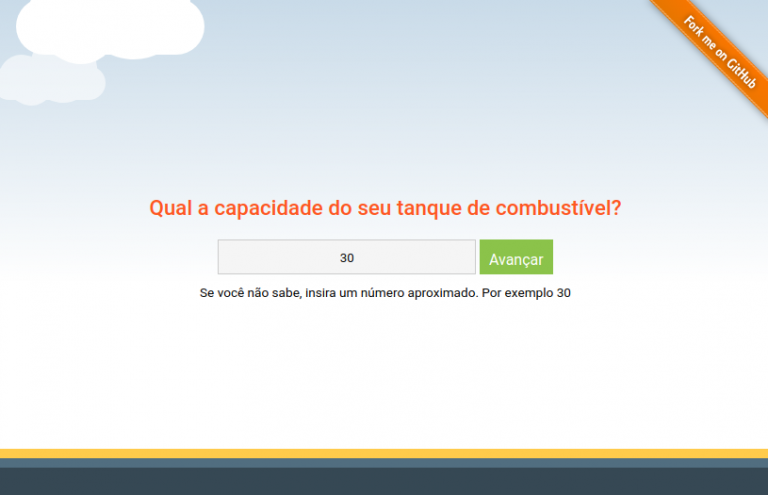 Fork me on GitHub
Qual a capacidade do seu tanque de combustível?
30
Avançar
Se você não sabe, insira um número aproximado. Por exemplo 30